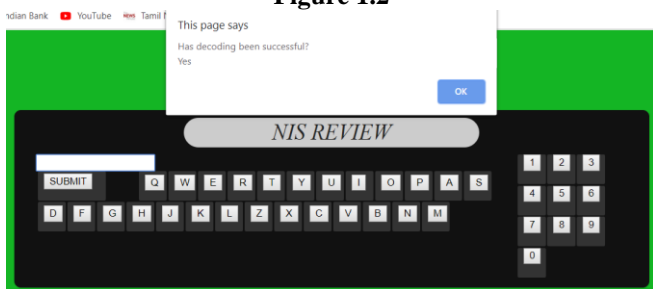 Figure 1.2
ndian Bank YouTube Tamil
This page says
Has decoding been successful?
Yes
OK
NIS REVIEW
1 2 3
SUBMIT Q W E R T Y U I O P A S
4 5 6
D F G H J K L Z X C V B N M
7 8 9
0